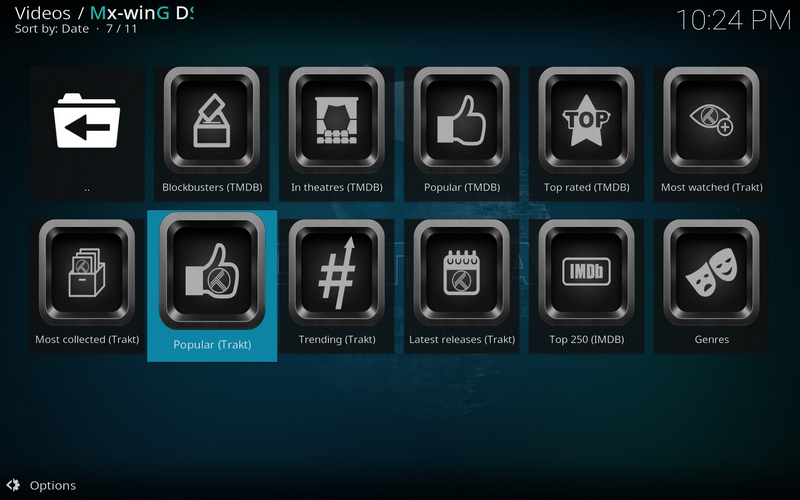 Videos / Mx-winG DS
Sort by: Date · 7 / 11
10:24 PM
..
Blockbusters (TMDB)
In theatres (TMDB)
Popular (TMDB)
TOP
Top rated (TMDB)
Most watched (Trakt)
Most collected (Trakt)
Popular (Trakt)
#
Trending (Trakt)
Latest releases (Trakt)
IMDb
Top 250 (IMDB)
Genres
Options